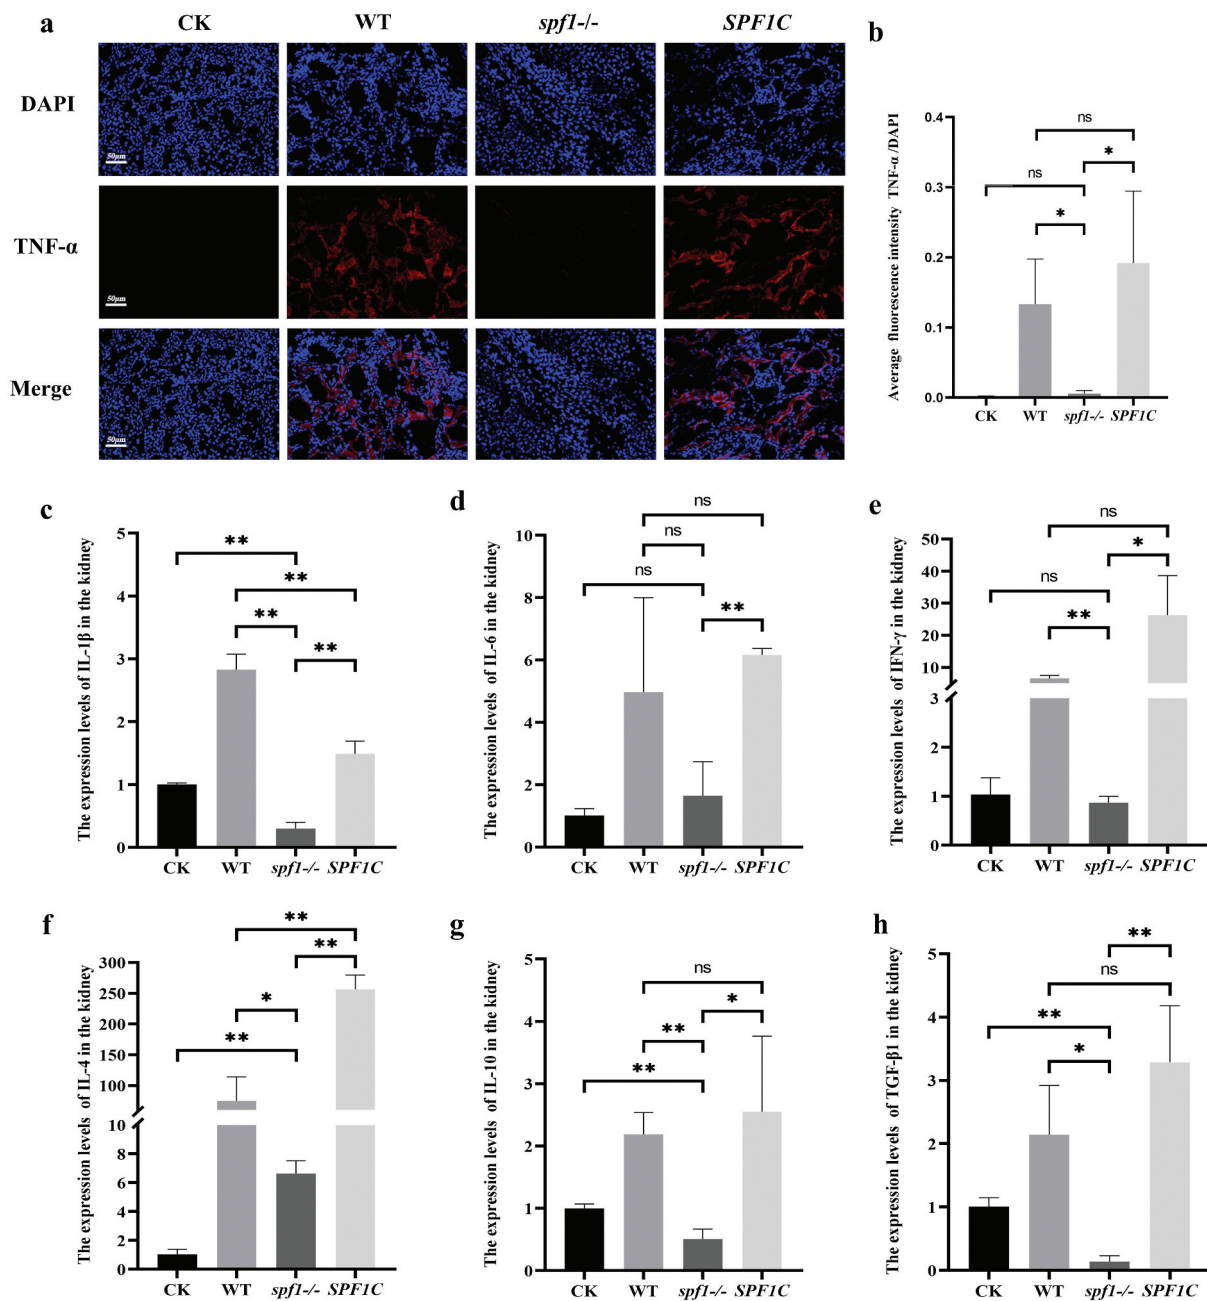 a
CK WT spf1-/- SPF1C
DAPI
50μm
TNF-α
50μm
Merge
50μm
b
Average fluorescence intensity TNF-α /DAPI
0.4
0.3
0.2
0.1
0.0
ns
*
ns
*
CK WT spf1-/- SPF1C
c
The expression levels of IL-1β in the kidney
5
4
3
2
1
0
**
**
**
**
CK WT spf1-/- SPF1C
d
The expression levels of IL-6 in the kidney
10
8
6
4
2
0
ns
ns
ns
**
CK WT spf1-/- SPF1C
e
The expression levels of IFN-γ in the kidney
50
40
30
20
10
3
2
1
0
ns
*
ns
**
CK WT spf1-/- SPF1C
f
The expression levels of IL-4 in the kidney
300
250
200
150
100
10
8
6
4
2
0
**
**
*
**
CK WT spf1-/- SPF1C
g
The expression levels of IL-10 in the kidney
5
4
3
2
1
0
ns
*
**
**
CK WT spf1-/- SPF1C
h
The expression levels of TGF-β1 in the kidney
5
4
3
2
1
0
**
ns
**
*
CK WT spf1-/- SPF1C